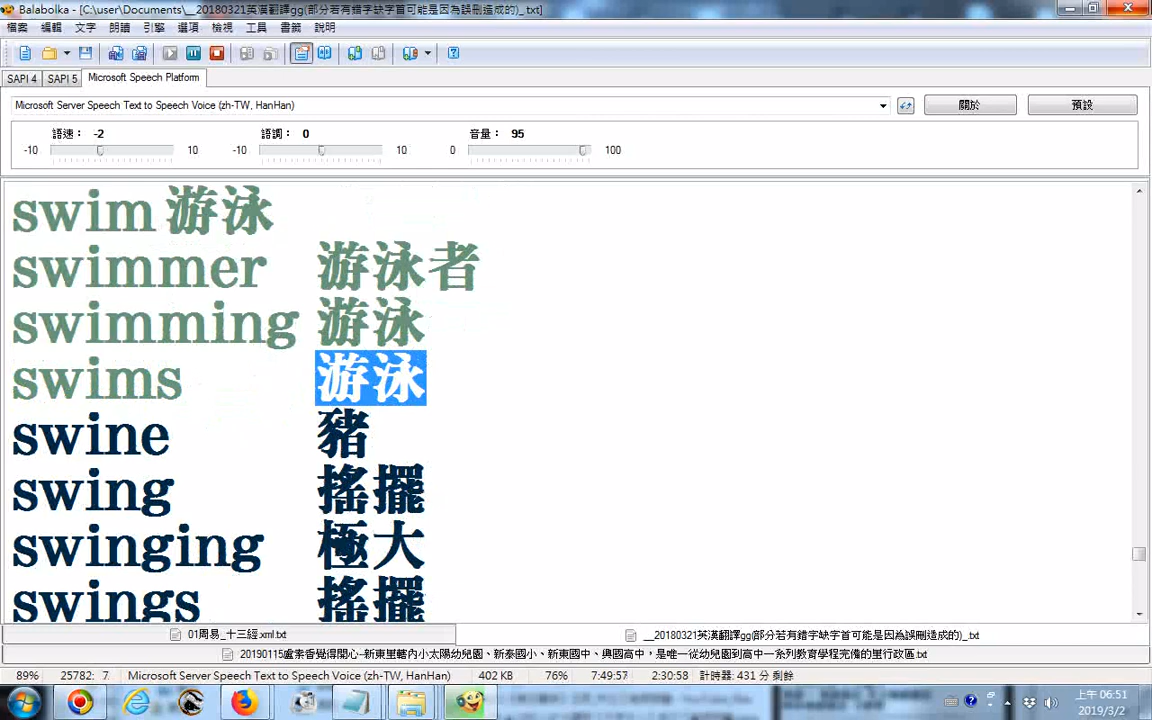 Balabolka - [C:\user\Documents\__20180321英漢翻譯gg(部分若有錯字缺字首可能是因為誤刪造成的)_.txt]
檔案 編輯 文字 朗讀 引擎 選項 檢視 工具 書籤 說明
SAPI 4 SAPI 5 Microsoft Speech Platform
Microsoft Server Speech Text to Speech Voice (zh-TW, HanHan) 關於 預設
語速： -2 語調： 0 音量： 95
-10 10 -10 10 0 100
swim 游泳
swimmer 游泳者
swimming 游泳
swims 游泳
swine 豬
swing 搖擺
swinging 極大
swings 搖擺
01周易_十三經.xml.txt __20180321英漢翻譯gg(部分若有錯字缺字首可能是因為誤刪造成的)_.txt
20190115盧素香覺得開心-新東里轄內小太陽幼兒園、新泰國小、新東國中、興國高中，是唯一從幼兒園到高中一系列教育學程完備的里行政區.txt
89% 25782: 7 Microsoft Server Speech Text to Speech Voice (zh-TW, HanHan) 402 KB 76% 7:49:57 2:30:58 計時器: 431 分 剩餘
上午 06:51
2019/3/2